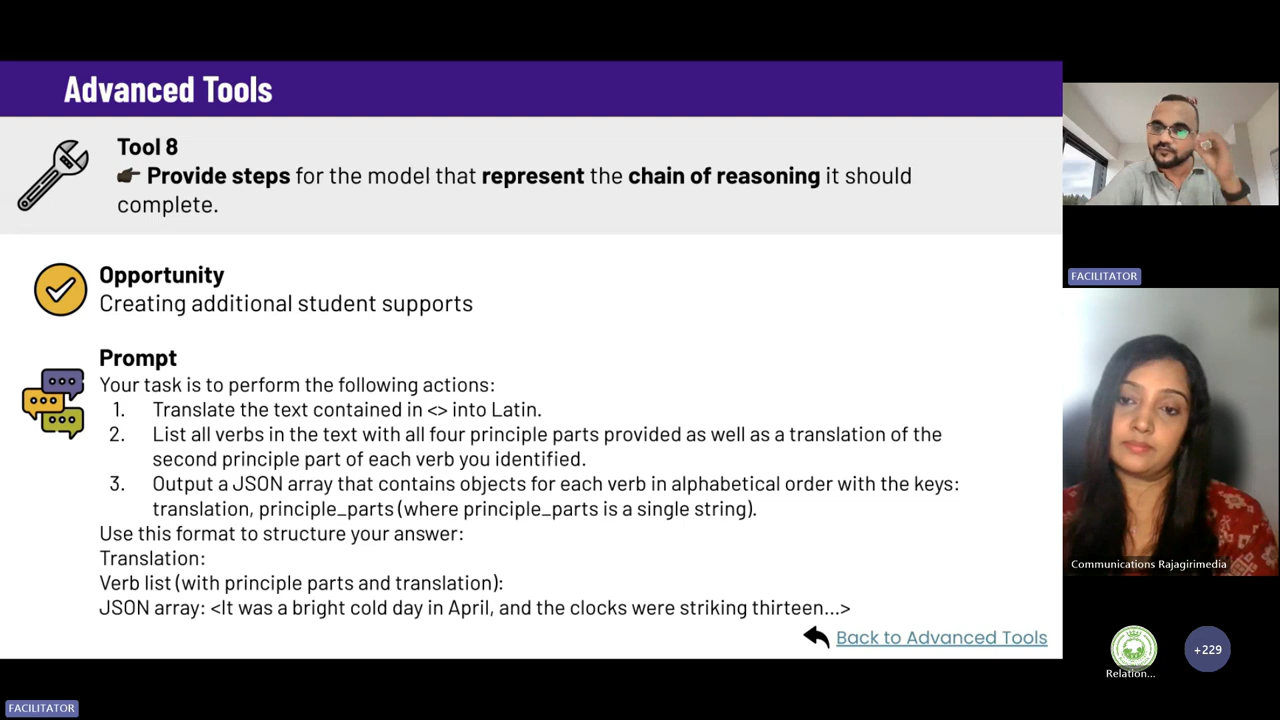 Advanced Tools
Tool 8
Provide steps for the model that represent the chain of reasoning it should
complete.
Opportunity
Creating additional student supports
Prompt
Your task is to perform the following actions:
1. Translate the text contained in <> into Latin.
2. List all verbs in the text with all four principle parts provided as well as a translation of the
second principle part of each verb you identified.
3. Output a JSON array that contains objects for each verb in alphabetical order with the keys:
translation, principle_parts (where principle_parts is a single string).
Use this format to structure your answer:
Translation:
Verb list (with principle parts and translation):
JSON array: <It was a bright cold day in April, and the clocks were striking thirteen...>
Back to Advanced Tools
FACILITATOR
Communications Rajagirimedia
Relation...
+229
FACILITATOR